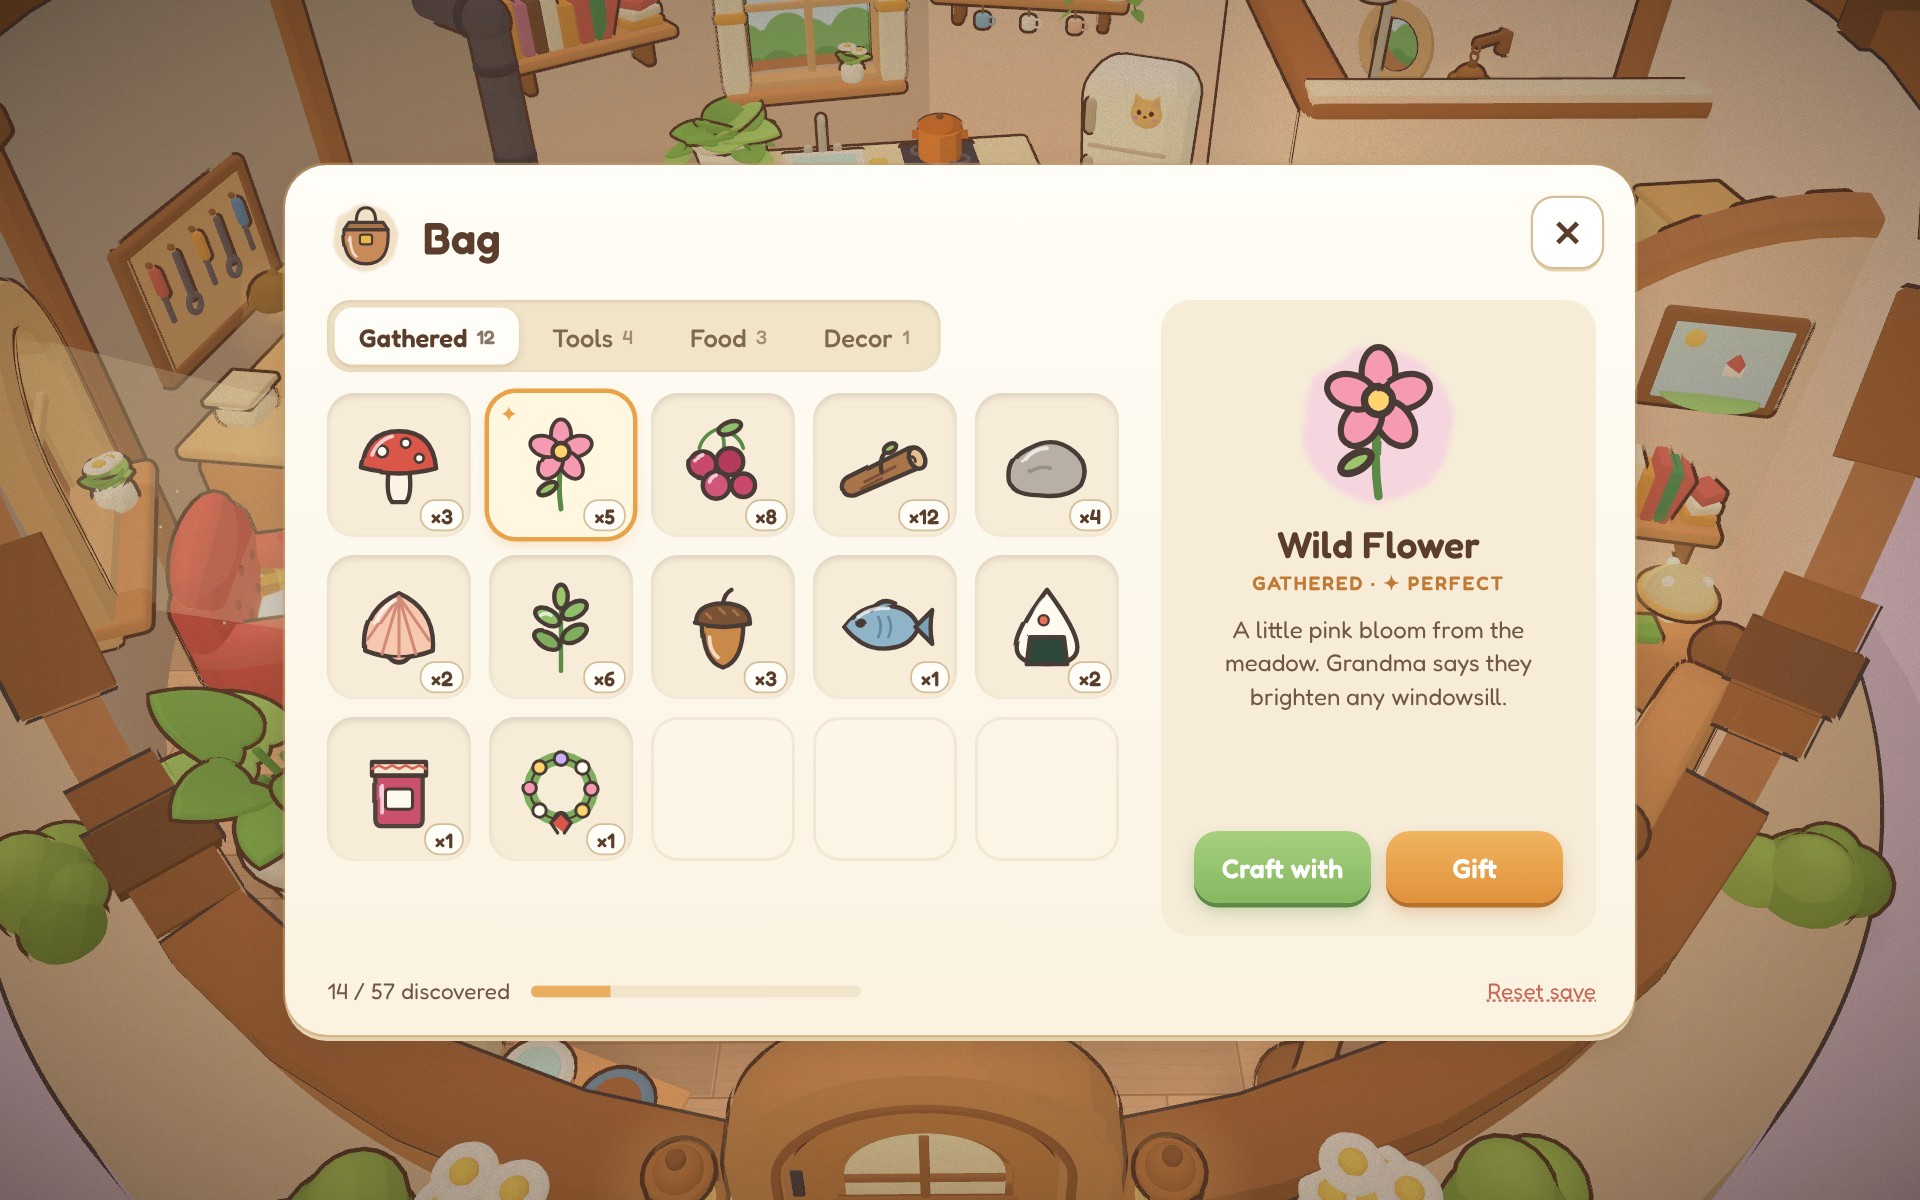 Bag
Gathered 12 Tools 4 Food 3 Decor 1
×3 ×5 ×8 ×12 ×4
×2 ×6 ×3 ×1 ×2
×1 ×1
Wild Flower
GATHERED · ✦ PERFECT
A little pink bloom from the
meadow. Grandma says they
brighten any windowsill.
Craft with Gift
14 / 57 discovered
Reset save